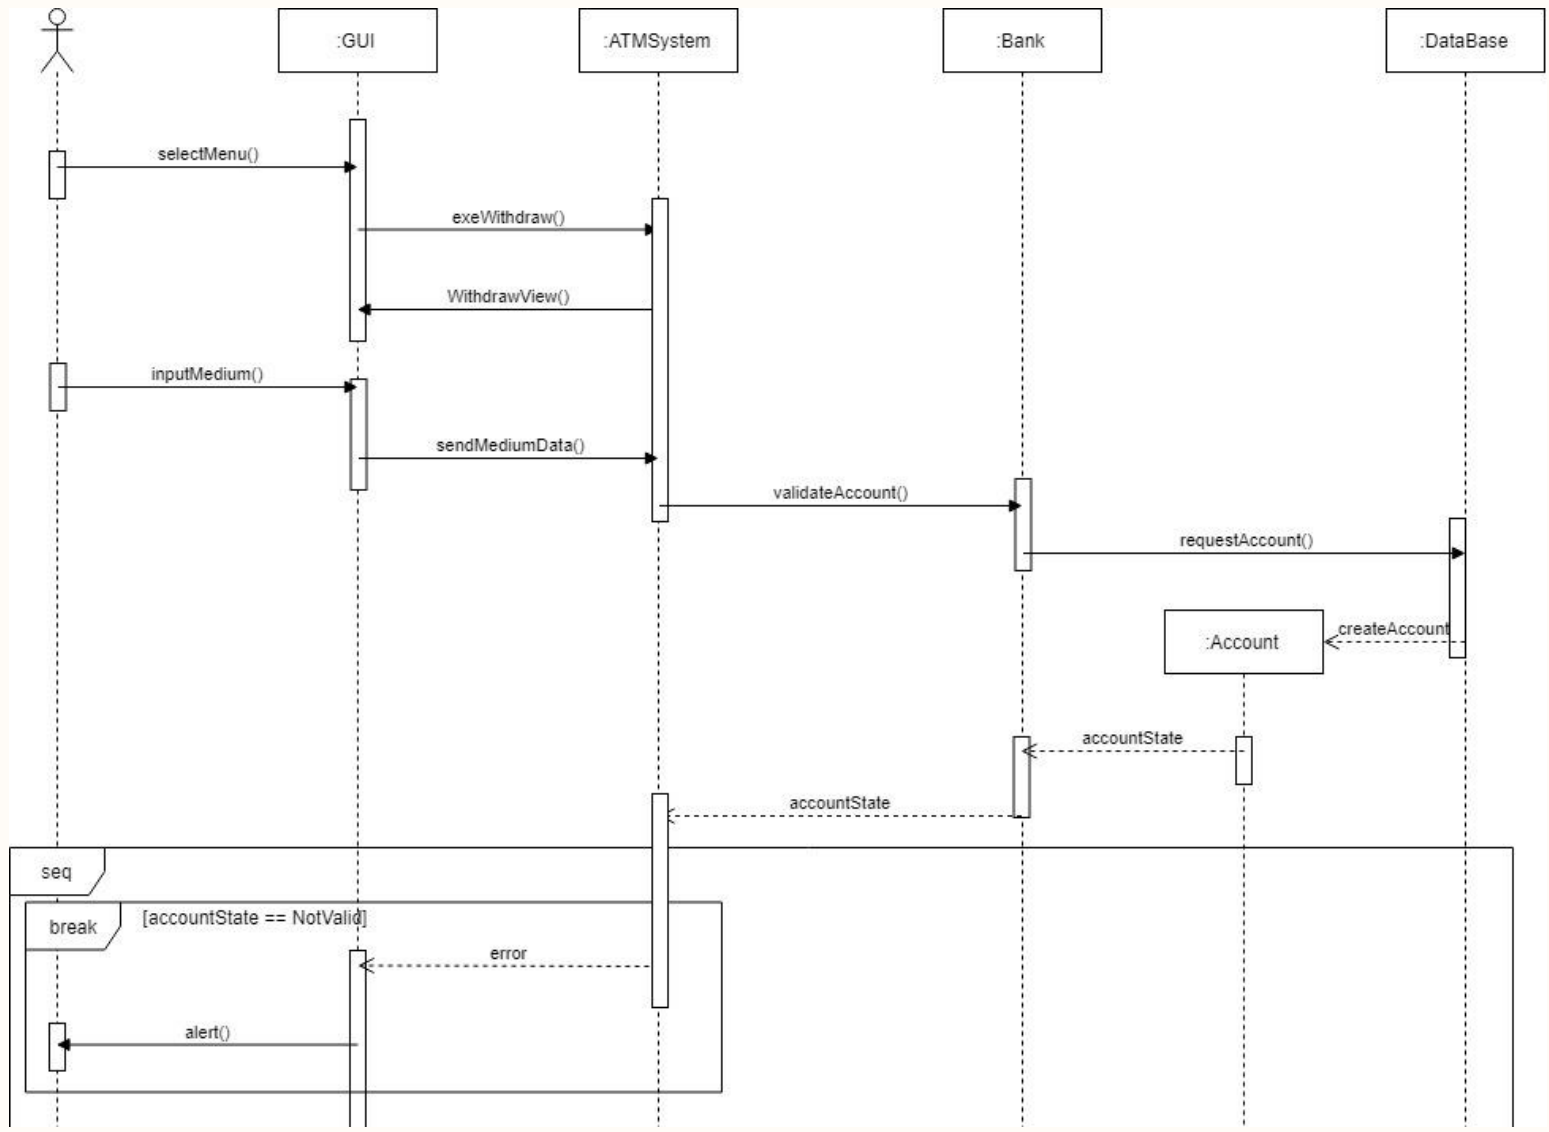 :GUI
:ATMSystem
:Bank
:DataBase
selectMenu()
exeWithdraw()
WithdrawView()
inputMedium()
sendMediumData()
validateAccount()
requestAccount()
createAccount
:Account
accountState
accountState
seq
break
[accountState == NotValid]
error
alert()